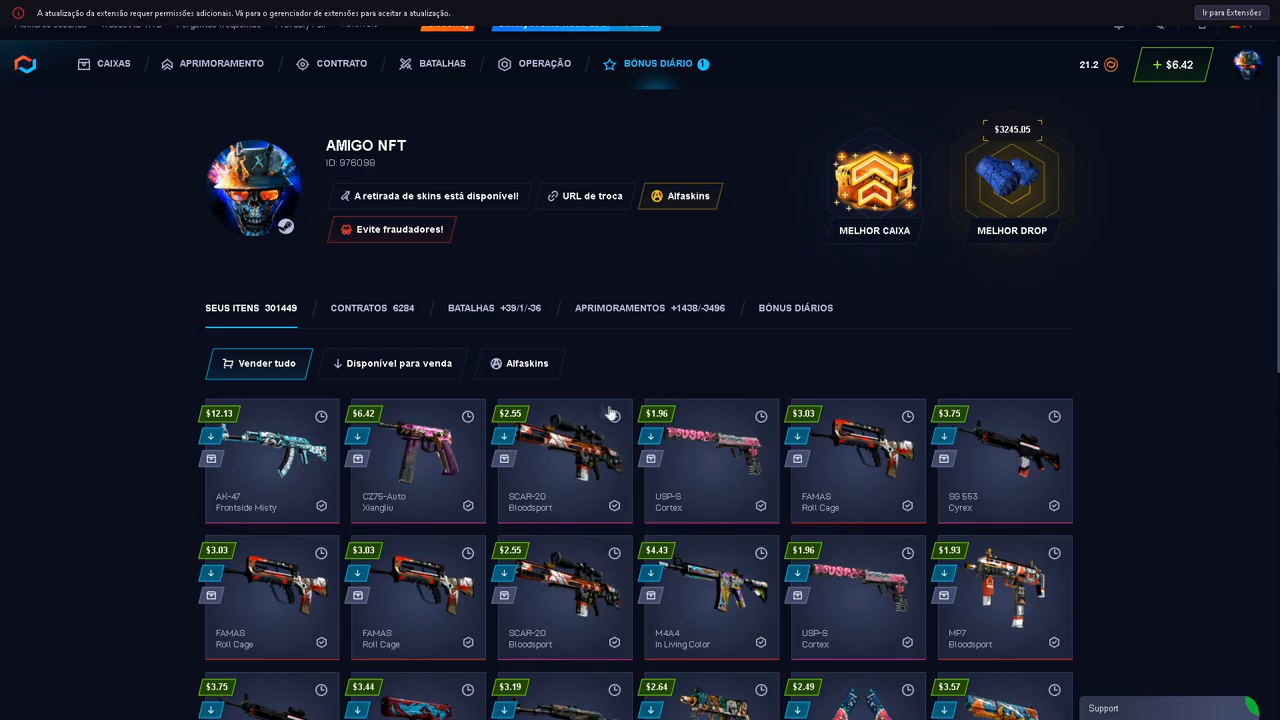 A atualização da extensão requer permissões adicionais. Vá para o gerenciador de extensões para aceitar a atualização.
Ir para Extensões
CAIXAS
APRIMORAMENTO
CONTRATO
BATALHAS
OPERAÇÃO
BÔNUS DIÁRIO 1
21.2
+ $6.42
AMIGO NFT
ID: 976098
A retirada de skins está disponível!
URL de troca
Alfaskins
Evite fraudadores!
MELHOR CAIXA
$3245.05
MELHOR DROP
SEUS ITENS 301449
CONTRATOS 6284
BATALHAS +39/1/-36
APRIMORAMENTOS +1438/-3496
BÔNUS DIÁRIOS
Vender tudo
Disponível para venda
Alfaskins
$12.13
AK-47
Frontside Misty
$6.42
CZ75-Auto
Xiangliu
$2.55
SCAR-20
Bloodsport
$1.96
USP-S
Cortex
$3.03
FAMAS
Roll Cage
$3.75
SG 553
Cyrex
$3.03
FAMAS
Roll Cage
$3.03
FAMAS
Roll Cage
$2.55
SCAR-20
Bloodsport
$4.43
M4A4
In Living Color
$1.96
USP-S
Cortex
$1.93
MP7
Bloodsport
$3.75
$3.44
$3.19
$2.64
$2.49
$3.57
Support